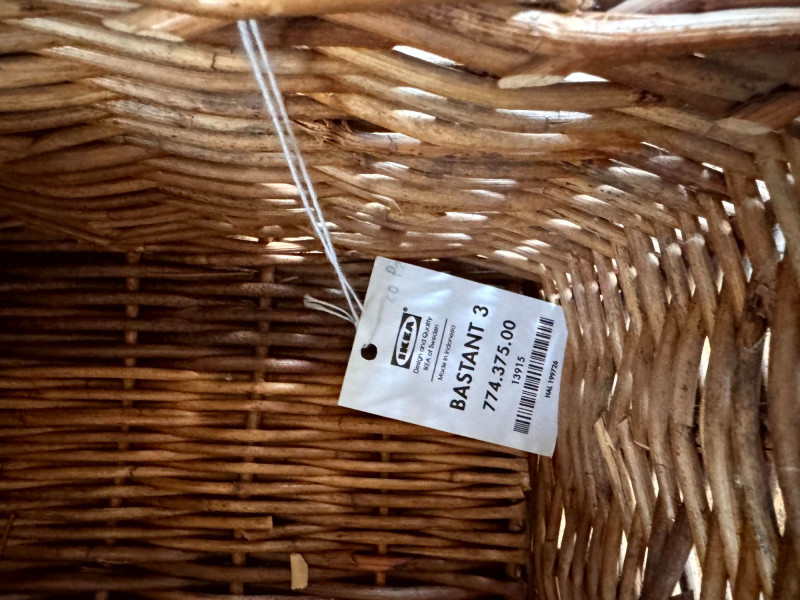 IKEA®
Design and Quality
IKEA of Sweden
Made in Indonesia
BASTANT 3
774.375.00
13915
HAL 199726